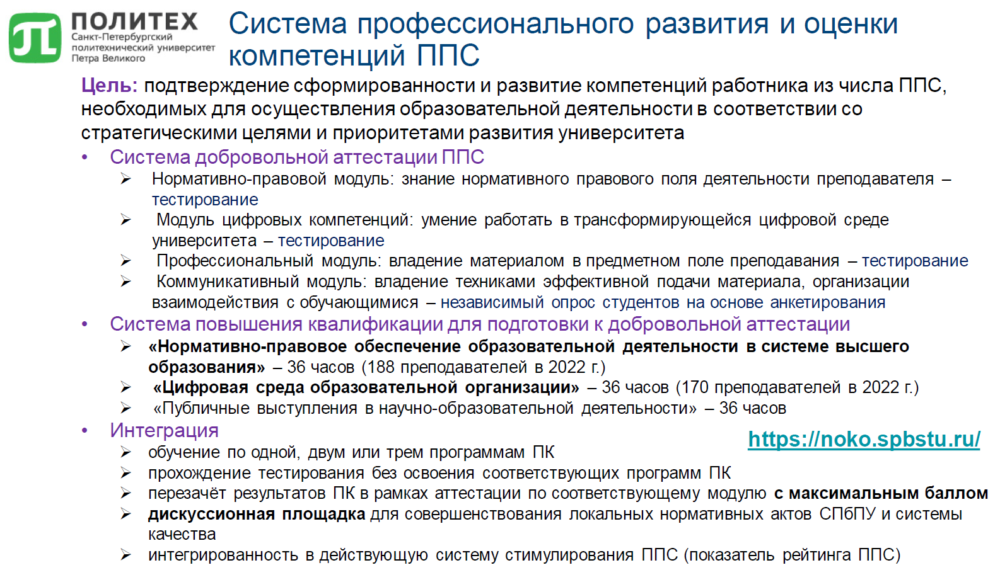 ПОЛИТЕХ
Санкт-Петербургский
политехнический университет
Петра Великого
Система профессионального развития и оценки
компетенций ППС
Цель: подтверждение сформированности и развитие компетенций работника из числа ППС,
необходимых для осуществления образовательной деятельности в соответствии со
стратегическими целями и приоритетами развития университета
• Система добровольной аттестации ППС
➢ Нормативно-правовой модуль: знание нормативного правового поля деятельности преподавателя –
тестирование
➢ Модуль цифровых компетенций: умение работать в трансформирующейся цифровой среде
университета – тестирование
➢ Профессиональный модуль: владение материалом в предметном поле преподавания – тестирование
➢ Коммуникативный модуль: владение техниками эффективной подачи материала, организации
взаимодействия с обучающимися – независимый опрос студентов на основе анкетирования
• Система повышения квалификации для подготовки к добровольной аттестации
➢ «Нормативно-правовое обеспечение образовательной деятельности в системе высшего
образования» – 36 часов (188 преподавателей в 2022 г.)
➢ «Цифровая среда образовательной организации» – 36 часов (170 преподавателей в 2022 г.)
➢ «Публичные выступления в научно-образовательной деятельности» – 36 часов
• Интеграция
https://noko.spbstu.ru/
➢ обучение по одной, двум или трем программам ПК
➢ прохождение тестирования без освоения соответствующих программ ПК
➢ перезачёт результатов ПК в рамках аттестации по соответствующему модулю с максимальным баллом
➢ дискуссионная площадка для совершенствования локальных нормативных актов СПбПУ и системы
качества
➢ интегрированность в действующую систему стимулирования ППС (показатель рейтинга ППС)